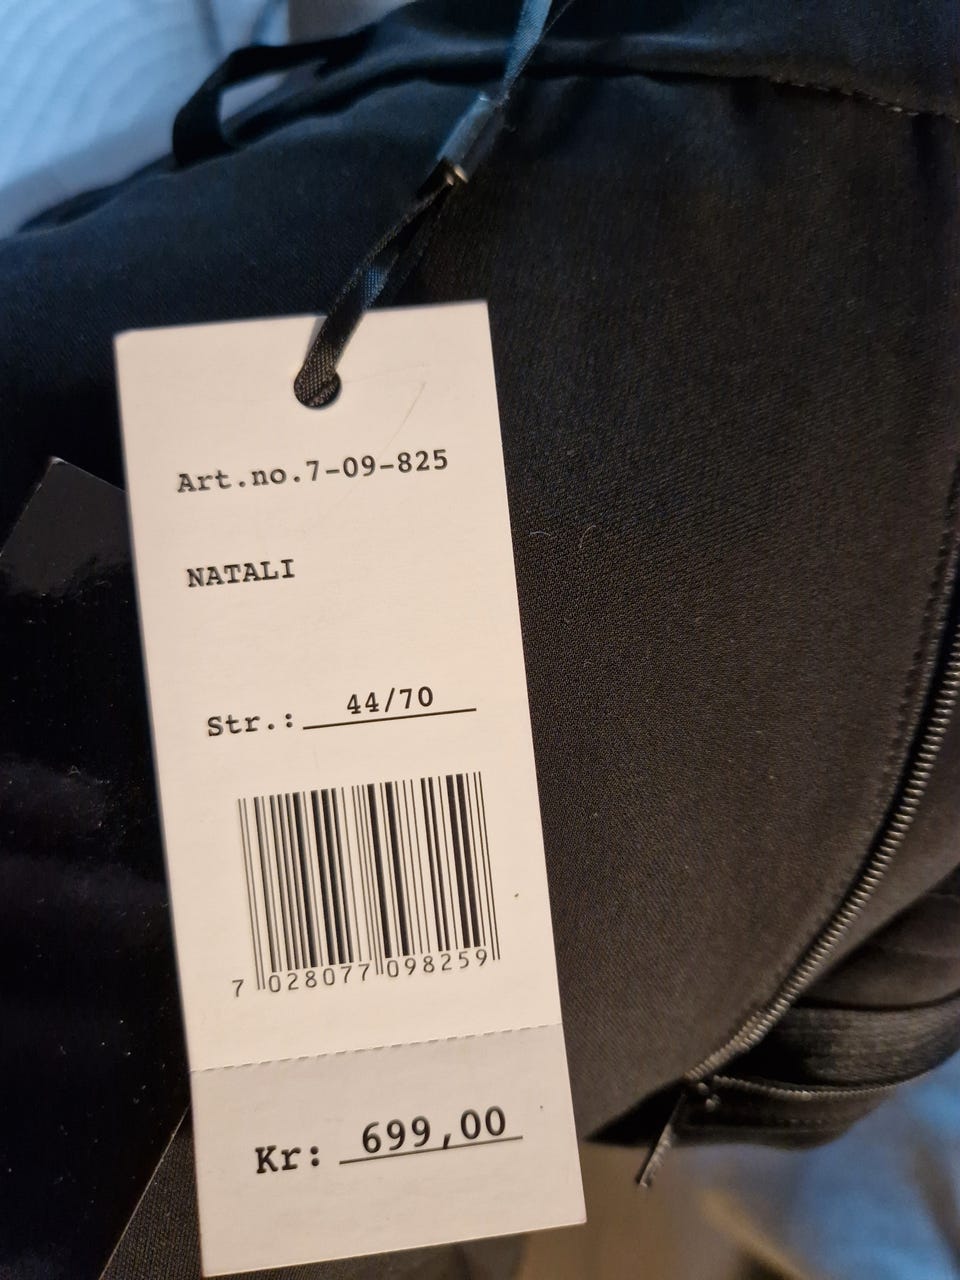 Art.no.7-09-825
NATALI
Str.: 44/70
7 028077 098259
Kr: 699,00